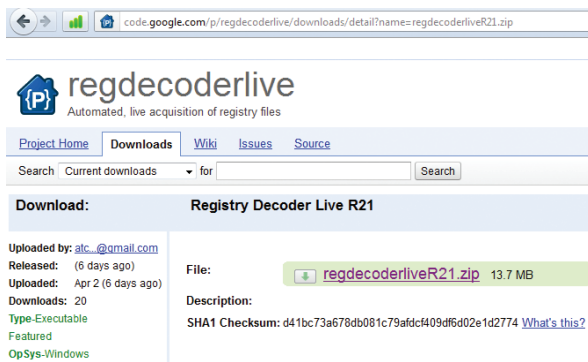 code.google.com/p/regdecoderlive/downloads/detail?name=regdecoderliveR21.zip
{P}
regdecoderlive
Automated, live acquisition of registry files
Project Home Downloads Wiki Issues Source
Search Current downloads for Search
Download: Registry Decoder Live R21
Uploaded by: atc...@gmail.com
Released: (6 days ago)
Uploaded: Apr 2 (6 days ago)
Downloads: 20
Type-Executable
Featured
OpSys-Windows
File: regdecoderliveR21.zip 13.7 MB
Description:
SHA1 Checksum: d41bc73a678db081c79afdcf409df6d02e1d2774 What's this?